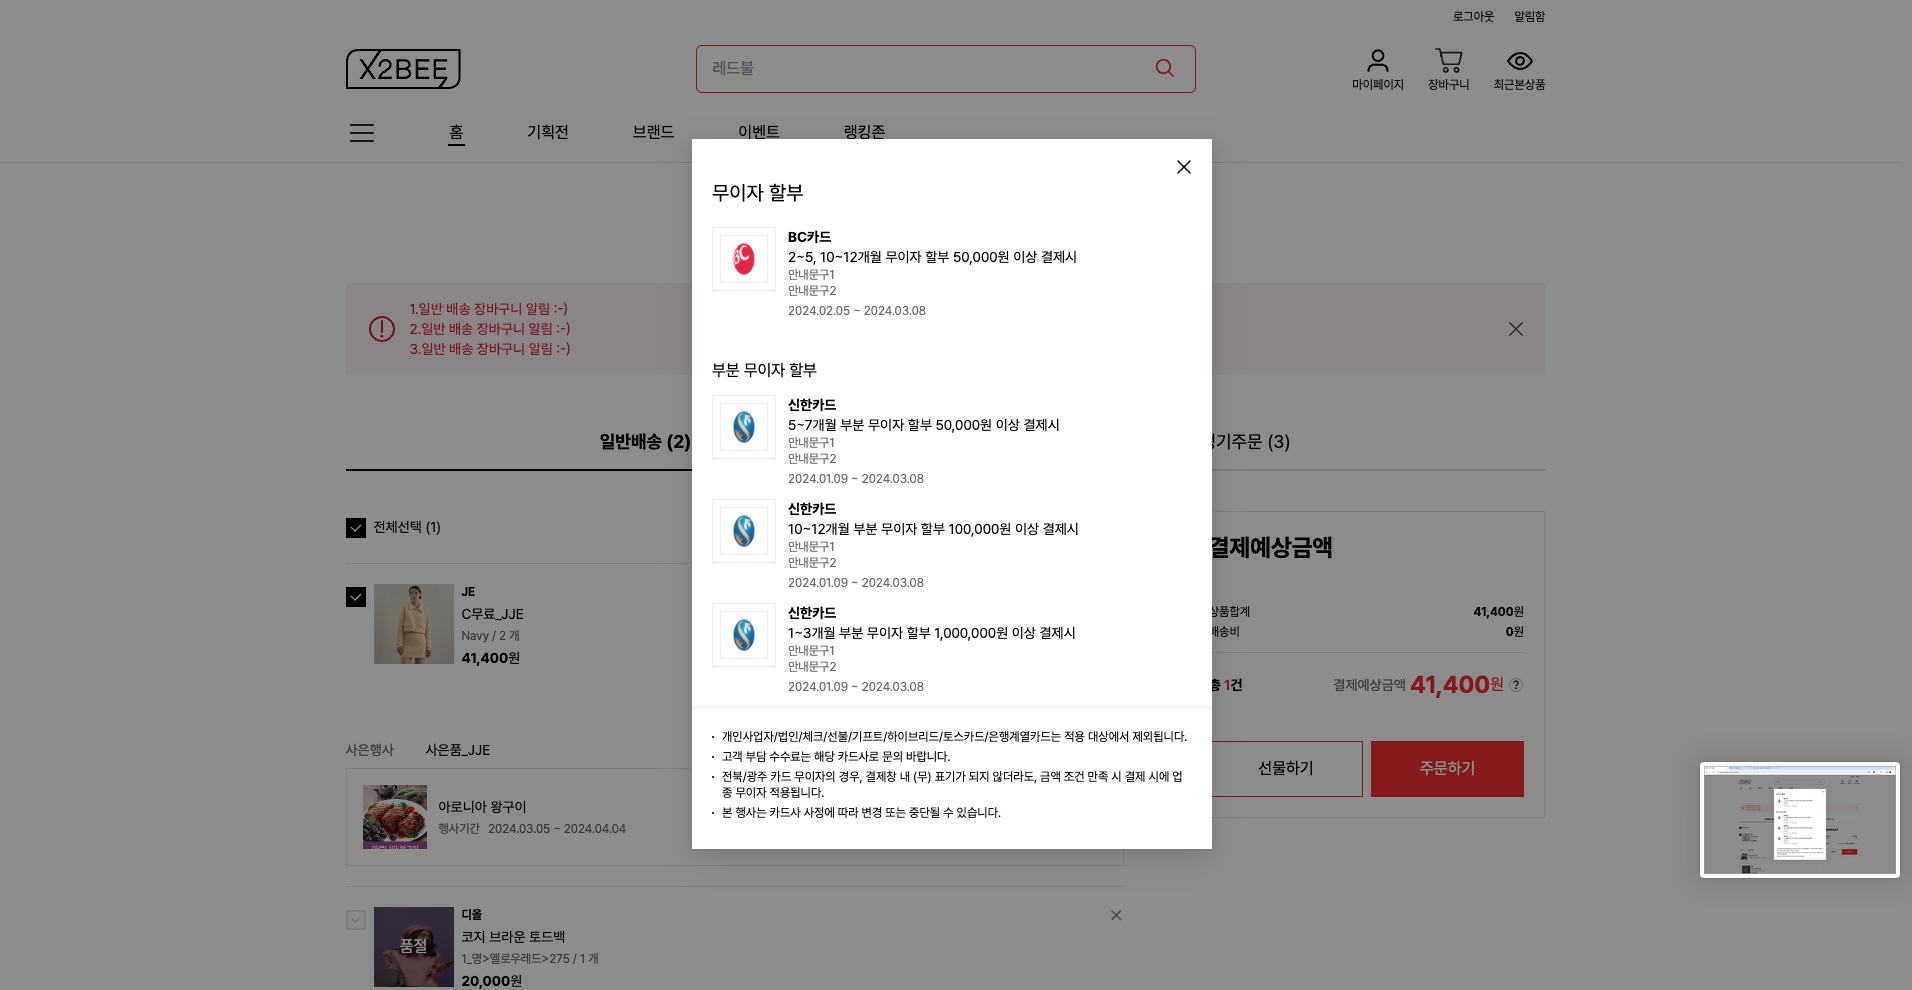 로그아웃 알림함
X2BEE
레드불
마이페이지 장바구니 최근본상품
홈 기획전 브랜드 이벤트 랭킹존
1.일반 배송 장바구니 알림 :-)
2.일반 배송 장바구니 알림 :-)
3.일반 배송 장바구니 알림 :-)
일반배송 (2)
기주문 (3)
전체선택 (1)
JE
C무료_JJE
Navy / 2 개
41,400원
사은행사 사은품_JJE
아로니아 왕구이
행사기간 2024.03.05 ~ 2024.04.04
디올
코지 브라운 토드백
품절
1_명>옐로우레드>275 / 1 개
20,000원
무이자 할부
BC
BC카드
2~5, 10~12개월 무이자 할부 50,000원 이상 결제시
안내문구1
안내문구2
2024.02.05 ~ 2024.03.08
부분 무이자 할부
신한카드
5~7개월 부분 무이자 할부 50,000원 이상 결제시
안내문구1
안내문구2
2024.01.09 ~ 2024.03.08
신한카드
10~12개월 부분 무이자 할부 100,000원 이상 결제시
안내문구1
안내문구2
2024.01.09 ~ 2024.03.08
신한카드
1~3개월 부분 무이자 할부 1,000,000원 이상 결제시
안내문구1
안내문구2
2024.01.09 ~ 2024.03.08
· 개인사업자/법인/체크/선불/기프트/하이브리드/토스카드/은행계열카드는 적용 대상에서 제외됩니다.
· 고객 부담 수수료는 해당 카드사로 문의 바랍니다.
· 전북/광주 카드 무이자의 경우, 결제창 내 (무) 표기가 되지 않더라도, 금액 조건 만족 시 결제 시에 업
종 무이자 적용됩니다.
· 본 행사는 카드사 사정에 따라 변경 또는 중단될 수 있습니다.
결제예상금액
상품합계 41,400원
배송비 0원
총 1건 결제예상금액 41,400원 ?
선물하기 주문하기